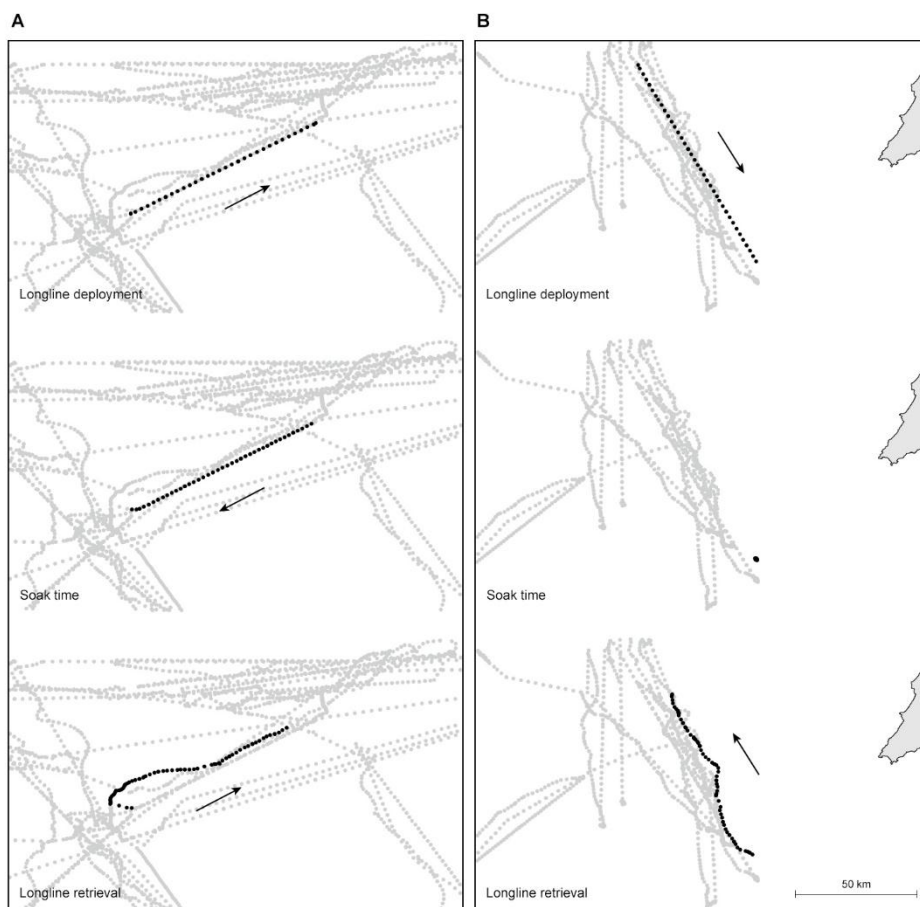 A
B
Longline deployment
Longline deployment
Soak time
Soak time
Longline retrieval
Longline retrieval
50 km